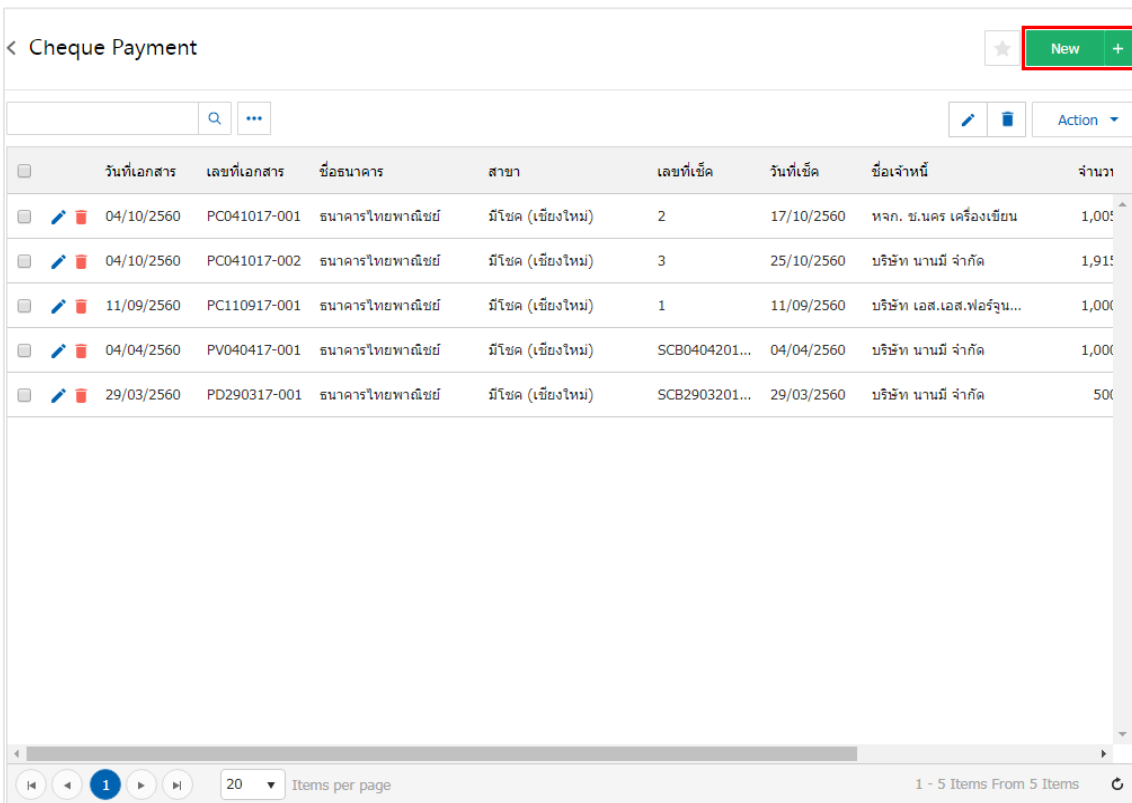 Cheque Payment
New +
Action
วันที่เอกสาร เลขที่เอกสาร ชื่อธนาคาร สาขา เลขที่เช็ค วันที่เช็ค ชื่อเจ้าหนี้
04/10/2560 PC041017-001 ธนาคารไทยพาณิชย์ มีโชค (เชียงใหม่) 2 17/10/2560 หจก. ช.นคร เครื่องเขียน 1,005
04/10/2560 PC041017-002 ธนาคารไทยพาณิชย์ มีโชค (เชียงใหม่) 3 25/10/2560 บริษัท นานมี จำกัด 1,915
11/09/2560 PC110917-001 ธนาคารไทยพาณิชย์ มีโชค (เชียงใหม่) 1 11/09/2560 บริษัท เอส.เอส.ฟอร์จูน... 1,000
04/04/2560 PV040417-001 ธนาคารไทยพาณิชย์ มีโชค (เชียงใหม่) SCB0404201... 04/04/2560 บริษัท นานมี จำกัด 1,000
29/03/2560 PD290317-001 ธนาคารไทยพาณิชย์ มีโชค (เชียงใหม่) SCB2903201... 29/03/2560 บริษัท นานมี จำกัด 500
1 20 Items per page 1 - 5 Items From 5 Items